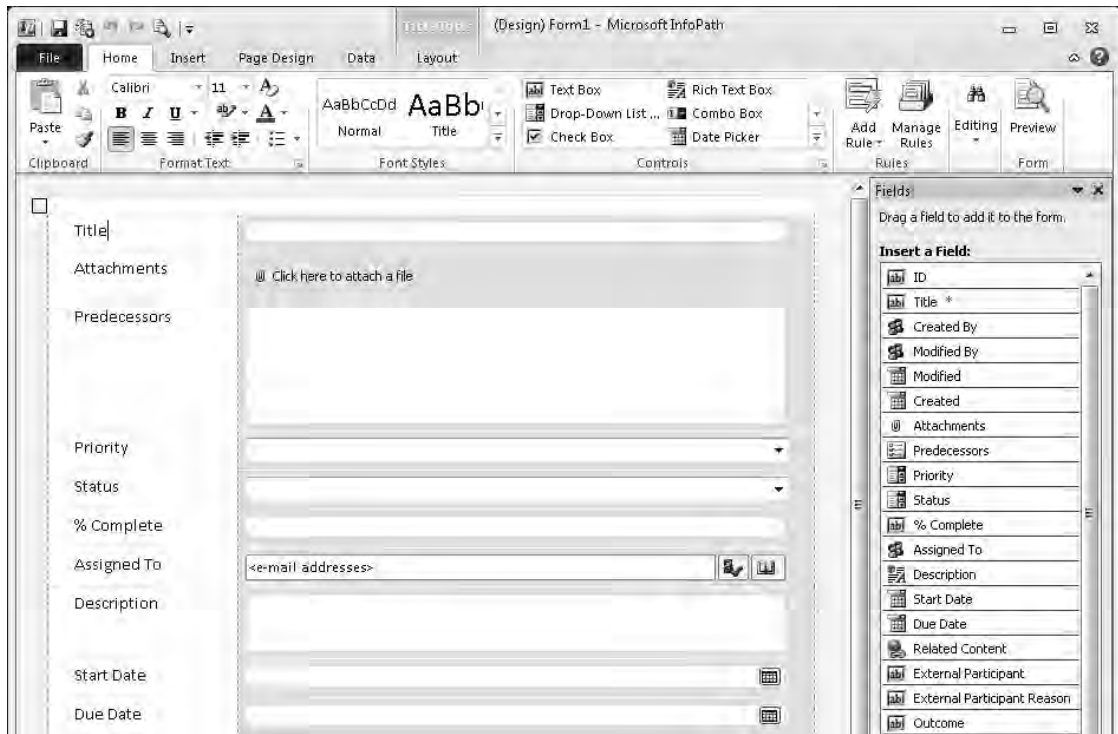 (Design) Form1 - Microsoft InfoPath
File Home Insert Page Design Data Layout
Calibri 11
AaBbCcDd AaBb
Normal Title
Text Box Rich Text Box
Drop-Down List ... Combo Box
Check Box Date Picker
Paste
B I U
Add Rule Manage Rules Editing Preview
Clipboard Format Text Font Styles Controls Rules Form
Fields
Drag a field to add it to the form.
Insert a Field:
ID
Title *
Created By
Modified By
Modified
Created
Attachments
Predecessors
Priority
Status
% Complete
Assigned To
Description
Start Date
Due Date
Related Content
External Participant
External Participant Reason
Outcome
Title
Attachments
Click here to attach a file
Predecessors
Priority
Status
% Complete
Assigned To
<e-mail addresses>
Description
Start Date
Due Date